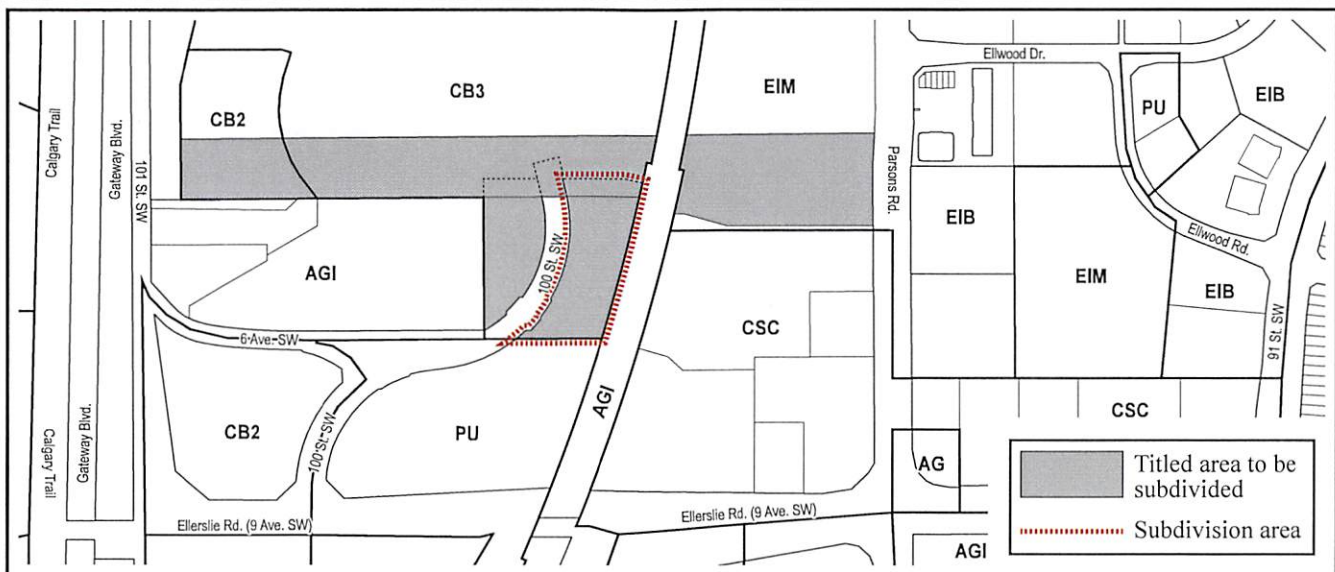 Calgary Trail
Gateway Blvd.
101 St. SW
CB2
CB3
EIM
Ellwood Dr.
PU
EIB
Parsons Rd.
EIB
Ellwood Rd.
EIM
EIB
91 St. SW
AGI
100 St. SW
6 Ave. SW
CSC
AGI
CB2
100 St. SW
PU
Calgary Trail
Gateway Blvd.
CSC
AG
Ellerslie Rd. (9 Ave. SW)
Ellerslie Rd. (9 Ave. SW)
AGI
Titled area to be
subdivided
Subdivision area